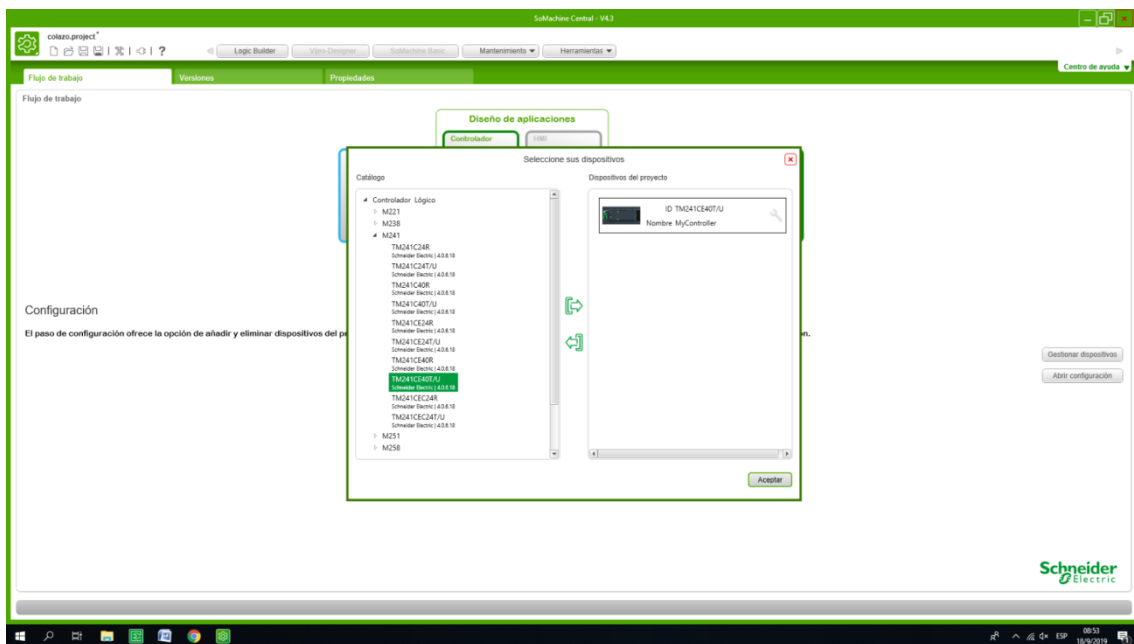 SoMachine Central - V4.3
colazo.project*
Logic Builder
Vijeo-Designer
SoMachine Basic
Mantenimiento
Herramientas
Centro de ayuda
Flujo de trabajo
Versiones
Propiedades
Flujo de trabajo
Diseño de aplicaciones
Controlador
HMI
Seleccione sus dispositivos
Catálogo
Dispositivos del proyecto
Controlador Lógico
M221
M238
M241
TM241C24R
Schneider Electric | 4.0.6.18
TM241C24T/U
Schneider Electric | 4.0.6.18
TM241C40R
Schneider Electric | 4.0.6.18
TM241C40T/U
Schneider Electric | 4.0.6.18
TM241CE24R
Schneider Electric | 4.0.6.18
TM241CE24T/U
Schneider Electric | 4.0.6.18
TM241CE40R
Schneider Electric | 4.0.6.18
TM241CE40T/U
Schneider Electric | 4.0.6.18
TM241CEC24R
Schneider Electric | 4.0.6.18
TM241CEC24T/U
Schneider Electric | 4.0.6.18
M251
M258
ID TM241CE40T/U
Nombre MyController
Aceptar
Configuración
El paso de configuración ofrece la opción de añadir y eliminar dispositivos del pr
n.
Gestionar dispositivos
Abrir configuración
Schneider
Electric
ESP
08:53
18/9/2019